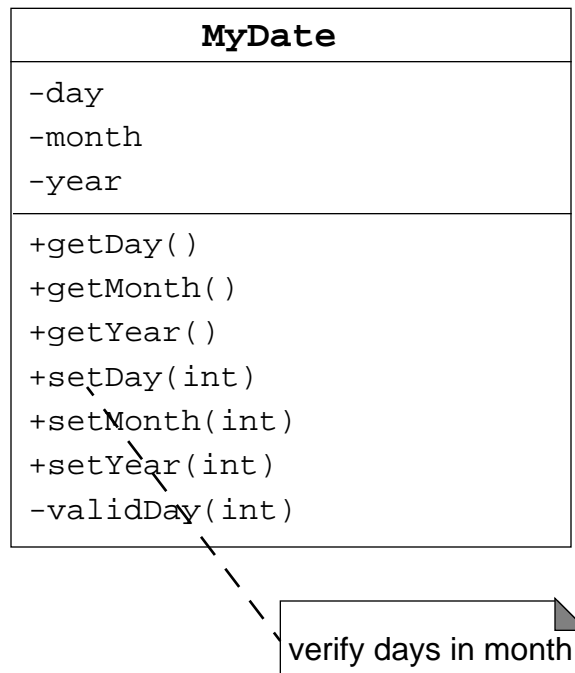 MyDate
-day
-month
-year
+getDay()
+getMonth()
+getYear()
+setDay(int)
+setMonth(int)
+setYear(int)
-validDay(int)
verify days in month